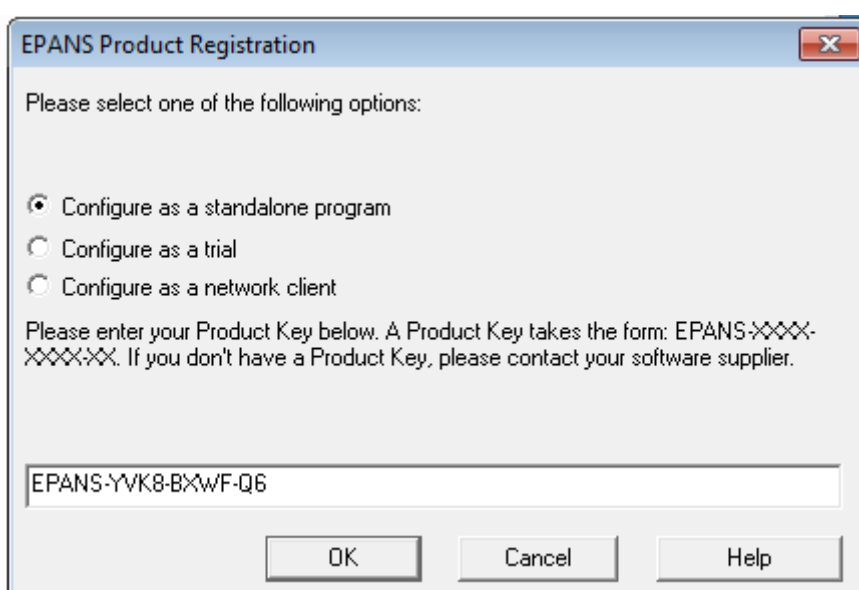 EPANS Product Registration
Please select one of the following options:
Configure as a standalone program
Configure as a trial
Configure as a network client
Please enter your Product Key below. A Product Key takes the form: EPANS-XXXX-
XXXX-XX. If you don't have a Product Key, please contact your software supplier.
EPANS-YVK8-BXWF-Q6
OK
Cancel
Help